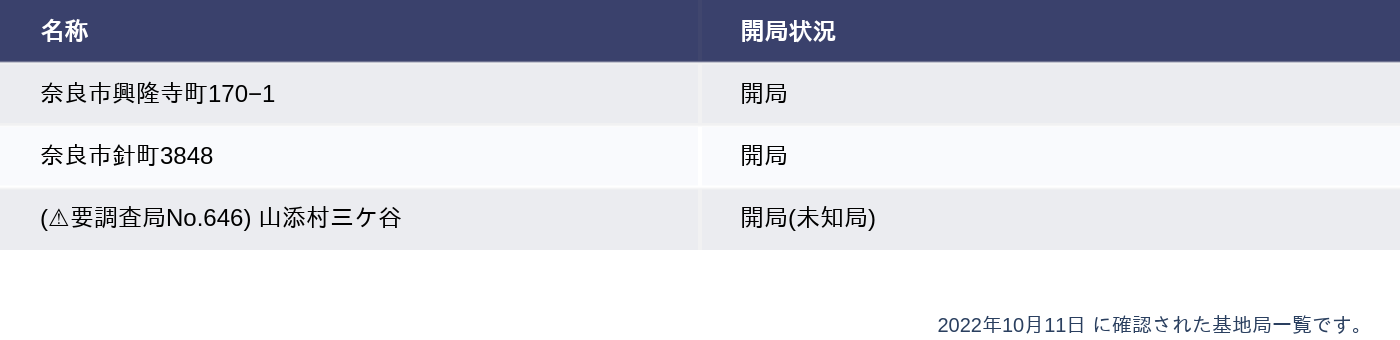 名称 開局状況
奈良市興隆寺町170−1 開局
奈良市針町3848 開局
(⚠要調査局No.646) 山添村三ケ谷 開局(未知局)
2022年10月11日 に確認された基地局一覧です。